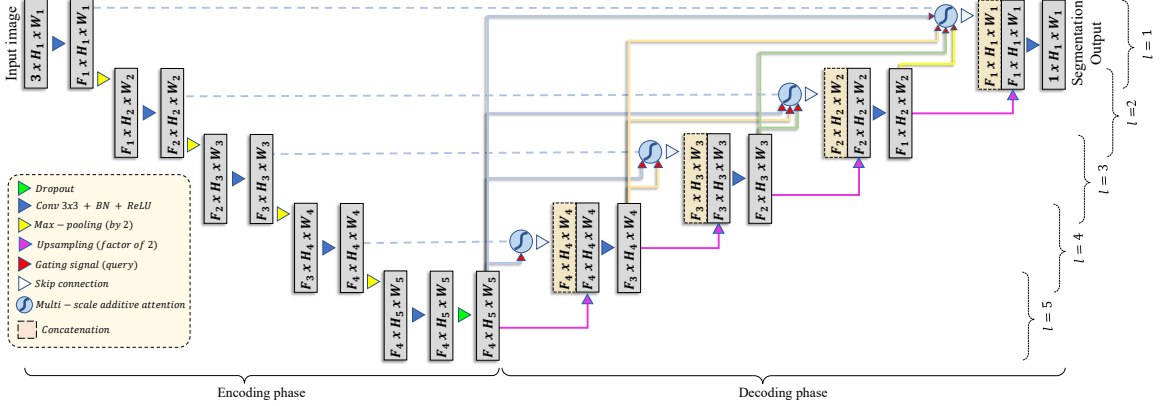 Input image
3 x H1 x W1
F1 x H1 x W1
F1 x H2 x W2
F2 x H2 x W2
F2 x H3 x W3
F3 x H3 x W3
F3 x H4 x W4
F4 x H4 x W4
F4 x H5 x W5
F4 x H5 x W5
F4 x H5 x W5
F4 x H4 x W4
F4 x H4 x W4
F3 x H4 x W4
F3 x H3 x W3
F3 x H3 x W3
F2 x H3 x W3
F2 x H2 x W2
F2 x H2 x W2
F1 x H2 x W2
F1 x H1 x W1
F1 x H1 x W1
1 x H1 x W1
Segmentation
Output
l = 1
l =2
l = 3
l = 4
l = 5
Dropout
Conv 3x3 + BN + ReLU
Max − pooling (by 2)
Upsampling (factor of 2)
Gating signal (query)
Skip connection
Multi − scale additive attention
Concatenation
Encoding phase
Decoding phase